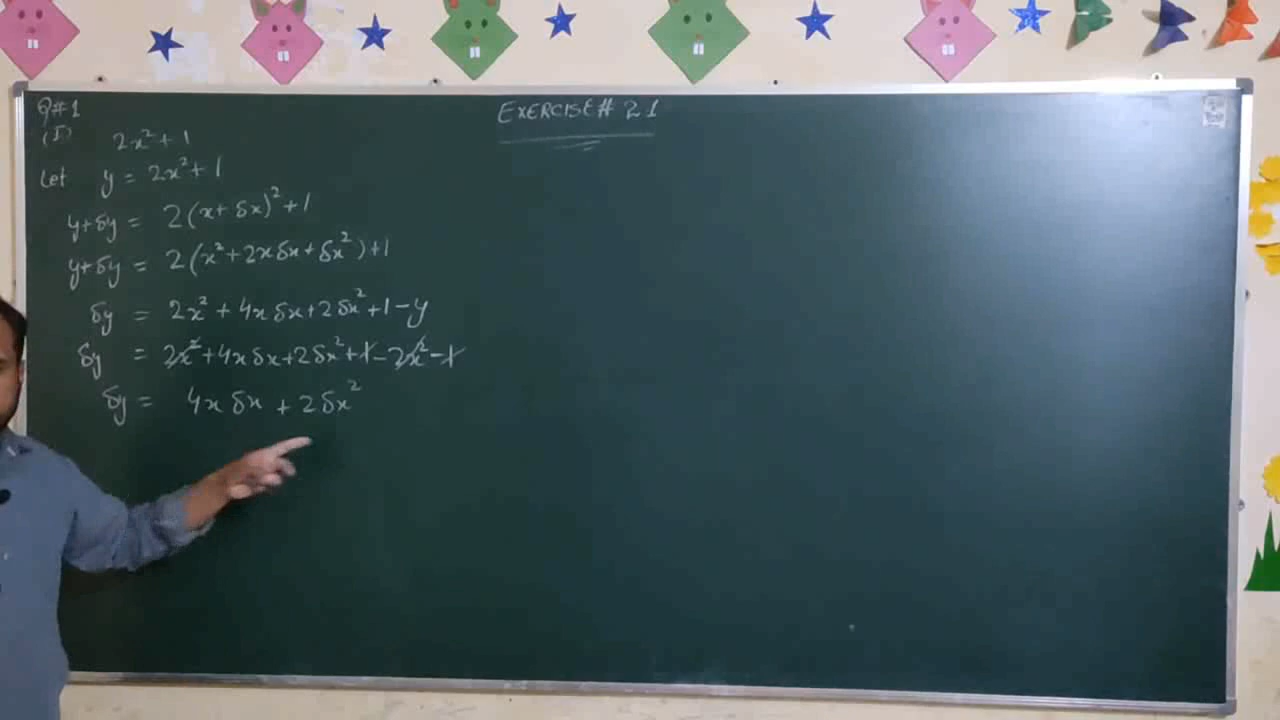 EXERCISE# 2 1
Q#1
(I) 2x² + 1
Let y = 2x² + 1
y+δy = 2(x+δx)² + 1
y+δy = 2(x² + 2xδx + δx²) + 1
δy = 2x² + 4xδx + 2δx² + 1 - y
δy = 2x² + 4xδx + 2δx² + 1 - 2x² - 1
δy = 4xδx + 2δx²